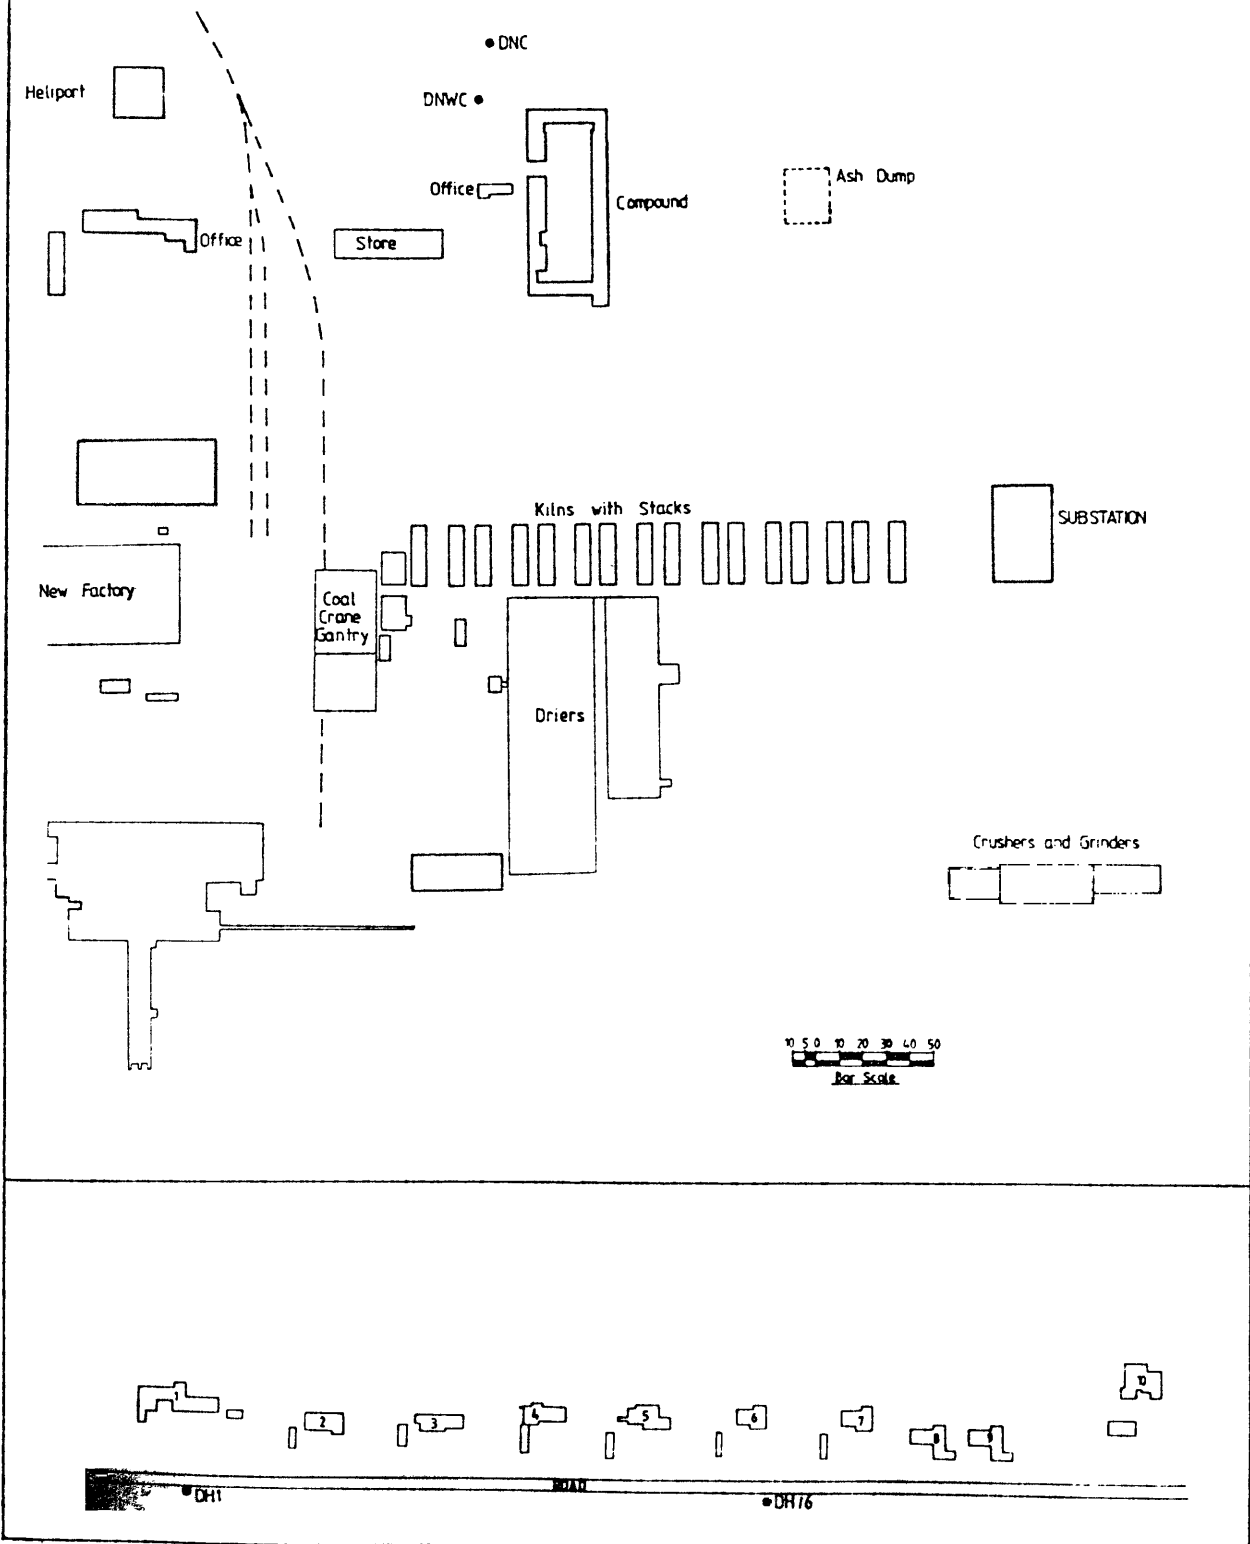 DNC
Heliport
DNWC
Office
Compound
Ash Dump
Office
Store
Kilns with Stacks
SUBSTATION
New Factory
Coal
Crane
Gantry
Driers
Crushers and Grinders
10 5 0 10 20 30 40 50
Bar Scale
1
2
3
4
5
6
7
8
9
10
ROAD
DH1
DH76